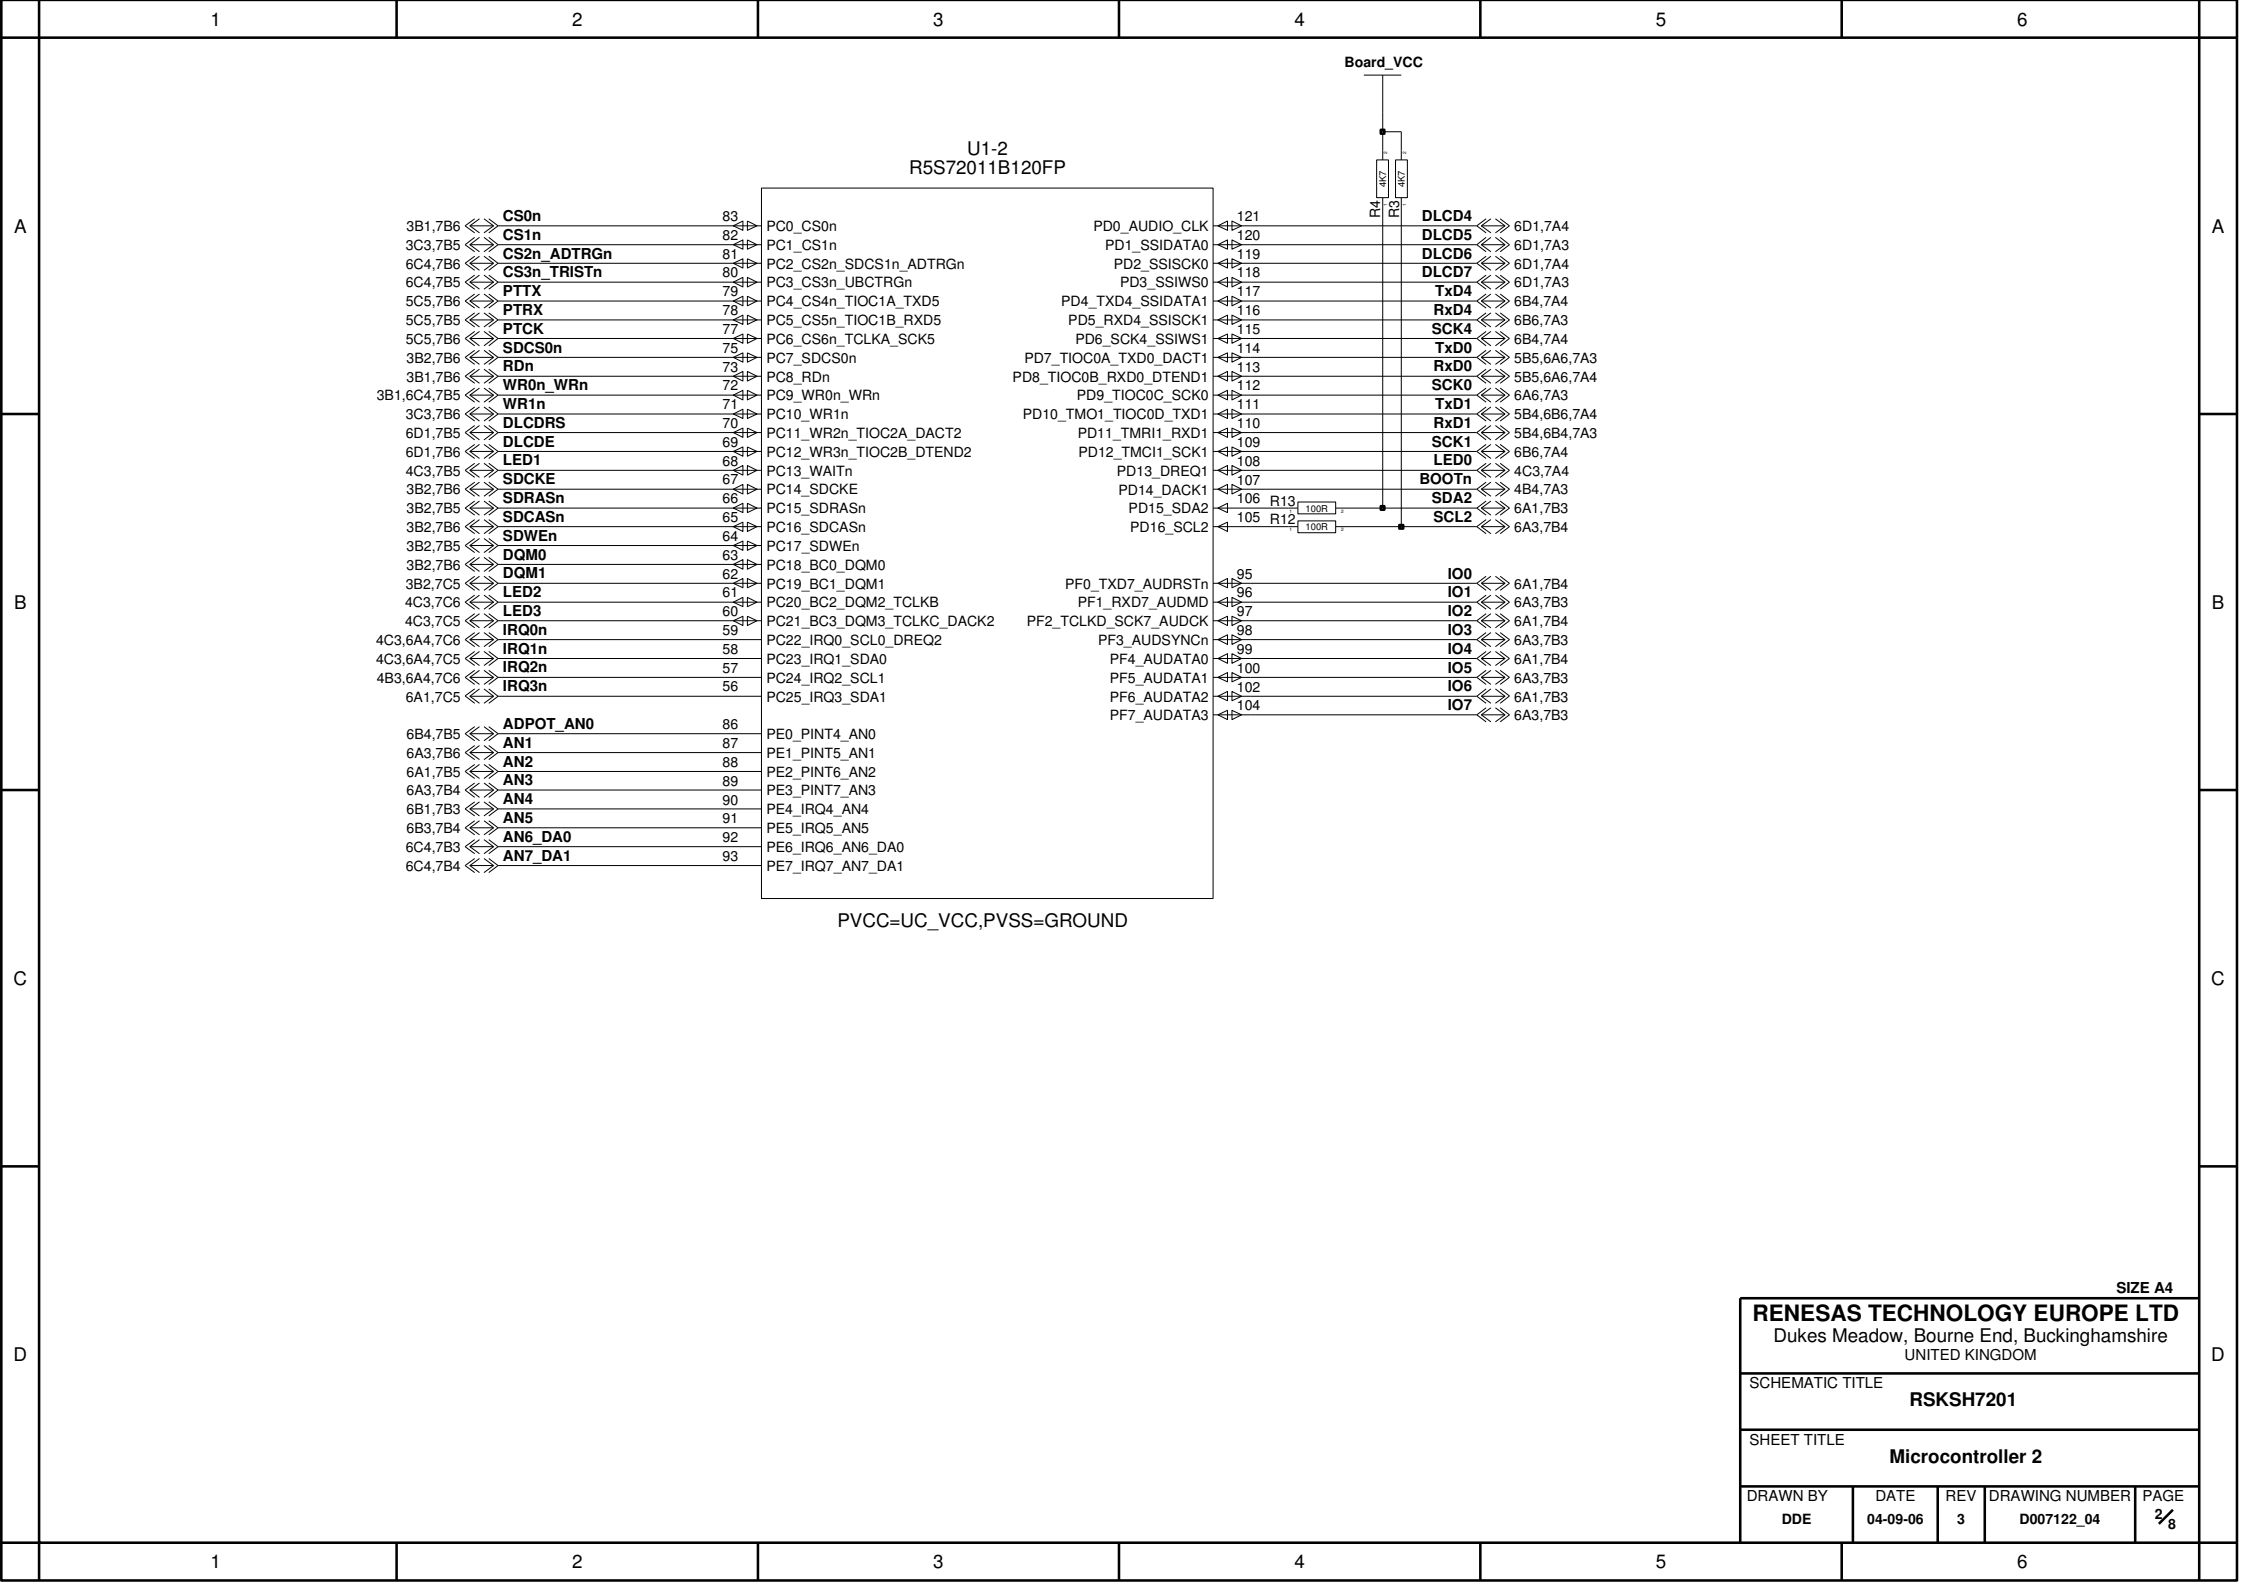 1 2 3 4 5 6
Board_VCC
U1-2
R5S72011B120FP
4K7 4K7
R4 R3
A A
3B1,7B6 CS0n 83 PC0_CS0n PD0_AUDIO_CLK 121 DLCD4 6D1,7A4
3C3,7B5 CS1n 82 PC1_CS1n PD1_SSIDATA0 120 DLCD5 6D1,7A3
6C4,7B6 CS2n_ADTRGn 81 PC2_CS2n_SDCS1n_ADTRGn PD2_SSISCK0 119 DLCD6 6D1,7A4
6C4,7B5 CS3n_TRISTn 80 PC3_CS3n_UBCTRGn PD3_SSIWS0 118 DLCD7 6D1,7A3
5C5,7B6 PTTX 79 PC4_CS4n_TIOC1A_TXD5 PD4_TXD4_SSIDATA1 117 TxD4 6B4,7A4
5C5,7B5 PTRX 78 PC5_CS5n_TIOC1B_RXD5 PD5_RXD4_SSISCK1 116 RxD4 6B6,7A3
5C5,7B6 PTCK 77 PC6_CS6n_TCLKA_SCK5 PD6_SCK4_SSIWS1 115 SCK4 6B4,7A4
3B2,7B6 SDCS0n 75 PC7_SDCS0n PD7_TIOC0A_TXD0_DACT1 114 TxD0 5B5,6A6,7A3
3B1,7B6 RDn 73 PC8_RDn PD8_TIOC0B_RXD0_DTEND1 113 RxD0 5B5,6A6,7A4
3B1,6C4,7B5 WR0n_WRn 72 PC9_WR0n_WRn PD9_TIOC0C_SCK0 112 SCK0 6A6,7A3
3C3,7B6 WR1n 71 PC10_WR1n PD10_TMO1_TIOC0D_TXD1 111 TxD1 5B4,6B6,7A4
6D1,7B5 DLCDRS 70 PC11_WR2n_TIOC2A_DACT2 PD11_TMRI1_RXD1 110 RxD1 5B4,6B4,7A3
6D1,7B6 DLCDE 69 PC12_WR3n_TIOC2B_DTEND2 PD12_TMCI1_SCK1 109 SCK1 6B6,7A4
4C3,7B5 LED1 68 PC13_WAITn PD13_DREQ1 108 LED0 4C3,7A4
3B2,7B6 SDCKE 67 PC14_SDCKE PD14_DACK1 107 BOOTn 4B4,7A3
3B2,7B5 SDRASn 66 PC15_SDRASn PD15_SDA2 106 R13 100R SDA2 6A1,7B3
3B2,7B6 SDCASn 65 PC16_SDCASn PD16_SCL2 105 R12 100R SCL2 6A3,7B4
3B2,7B5 SDWEn 64 PC17_SDWEn
3B2,7B6 DQM0 63 PC18_BC0_DQM0
3B2,7C5 DQM1 62 PC19_BC1_DQM1 PF0_TXD7_AUDRSTn 95 IO0 6A1,7B4
B B
4C3,7C6 LED2 61 PC20_BC2_DQM2_TCLKB PF1_RXD7_AUDMD 96 IO1 6A3,7B3
4C3,7C5 LED3 60 PC21_BC3_DQM3_TCLKC_DACK2 PF2_TCLKD_SCK7_AUDCK 97 IO2 6A1,7B4
4C3,6A4,7C6 IRQ0n 59 PC22_IRQ0_SCL0_DREQ2 PF3_AUDSYNCn 98 IO3 6A3,7B3
4C3,6A4,7C5 IRQ1n 58 PC23_IRQ1_SDA0 PF4_AUDATA0 99 IO4 6A1,7B4
4B3,6A4,7C6 IRQ2n 57 PC24_IRQ2_SCL1 PF5_AUDATA1 100 IO5 6A3,7B3
6A1,7C5 IRQ3n 56 PC25_IRQ3_SDA1 PF6_AUDATA2 102 IO6 6A1,7B3
PF7_AUDATA3 104 IO7 6A3,7B3
6B4,7B5 ADPOT_AN0 86 PE0_PINT4_AN0
6A3,7B6 AN1 87 PE1_PINT5_AN1
6A1,7B5 AN2 88 PE2_PINT6_AN2
6A3,7B4 AN3 89 PE3_PINT7_AN3
6B1,7B3 AN4 90 PE4_IRQ4_AN4
6B3,7B4 AN5 91 PE5_IRQ5_AN5
6C4,7B3 AN6_DA0 92 PE6_IRQ6_AN6_DA0
6C4,7B4 AN7_DA1 93 PE7_IRQ7_AN7_DA1
PVCC=UC_VCC,PVSS=GROUND
C C
SIZE A4
RENESAS TECHNOLOGY EUROPE LTD
Dukes Meadow, Bourne End, Buckinghamshire
UNITED KINGDOM
D D
SCHEMATIC TITLE
RSKSH7201
SHEET TITLE
Microcontroller 2
DRAWN BY DATE REV DRAWING NUMBER PAGE
DDE 04-09-06 3 D007122_04 2/8
1 2 3 4 5 6